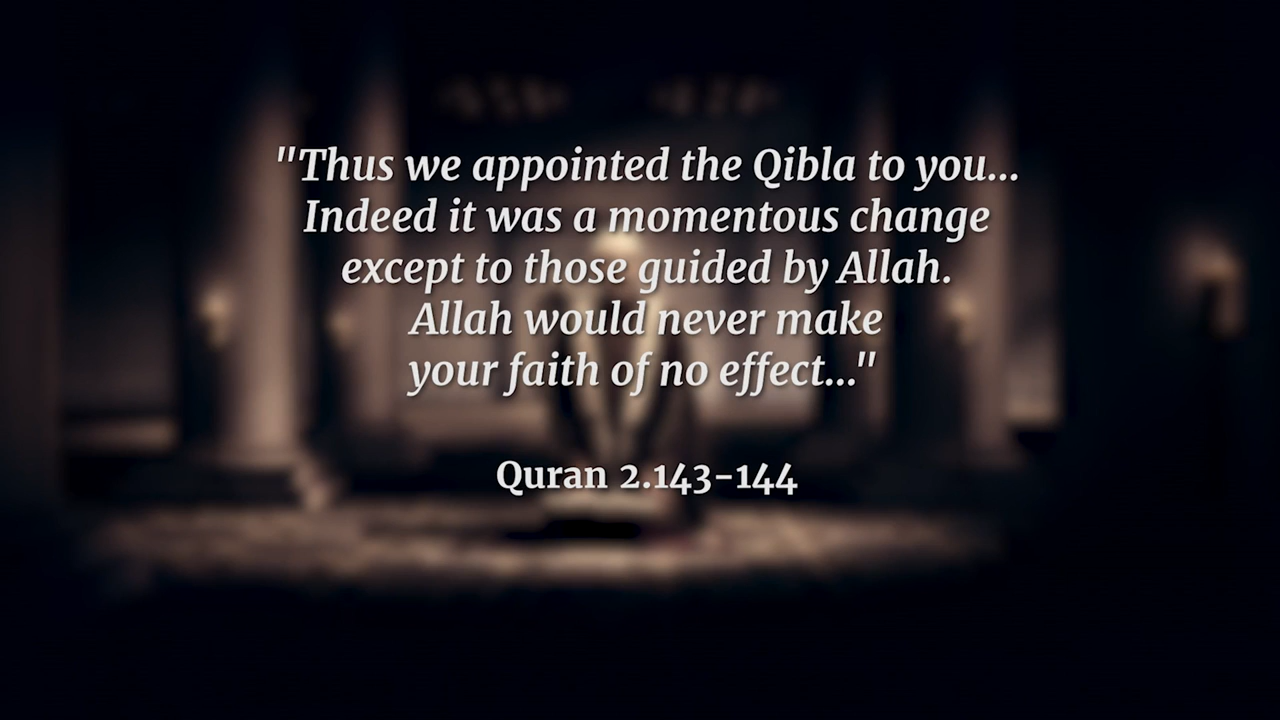 "Thus we appointed the Qibla to you...
Indeed it was a momentous change
except to those guided by Allah.
Allah would never make
your faith of no effect..."
Quran 2.143-144